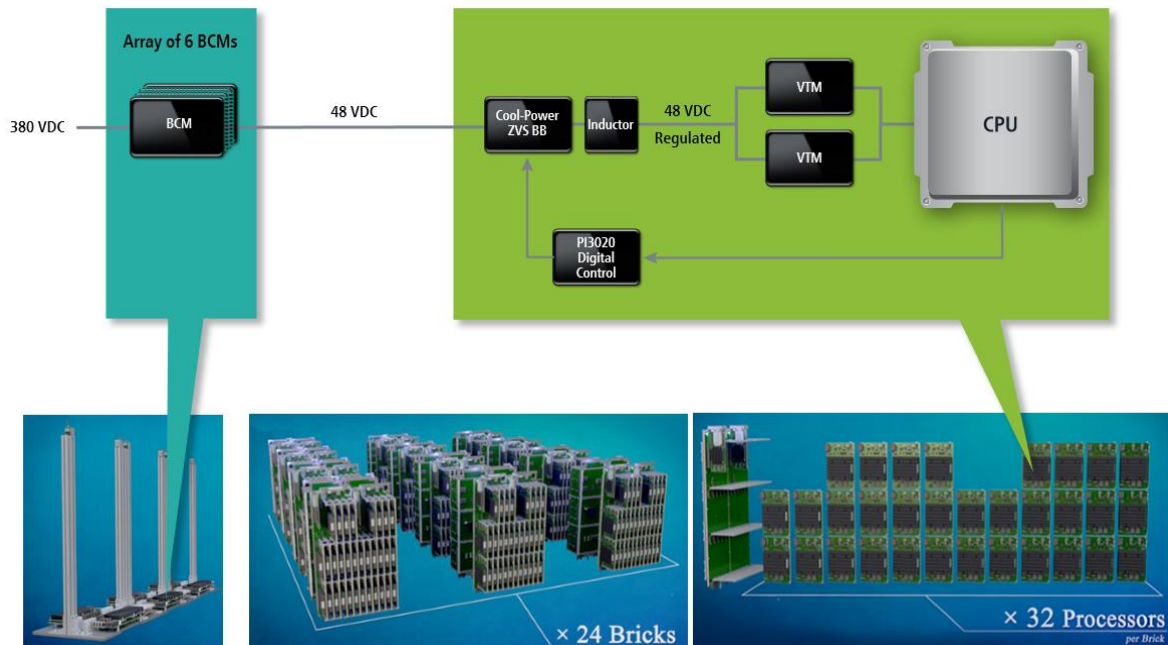 Array of 6 BCMs
380 VDC
BCM
48 VDC
Cool-Power
ZVS BB
Inductor
48 VDC
Regulated
VTM
VTM
CPU
PI3020
Digital
Control
× 24 Bricks
× 32 Processors
per Brick